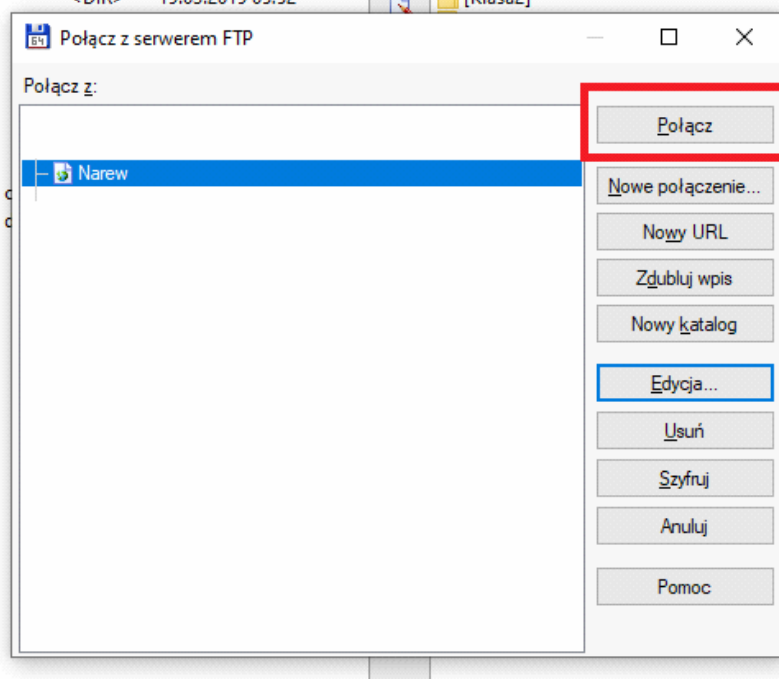 Połącz z serwerem FTP
Połącz z:
Narew
Połącz
Nowe połączenie...
Nowy URL
Zdubluj wpis
Nowy katalog
Edycja...
Usuń
Szyfruj
Anuluj
Pomoc